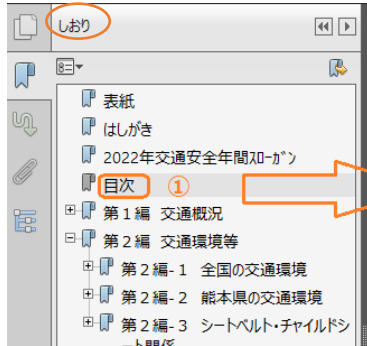 しおり
表紙
はしがき
2022年交通安全年間ｽﾛｰｶﾞﾝ
目次 ①
第１編 交通概況
第２編 交通環境等
第２編-１ 全国の交通環境
第２編-２ 熊本県の交通環境
第２編-３ シートベルト・チャイルドシ
ート関係